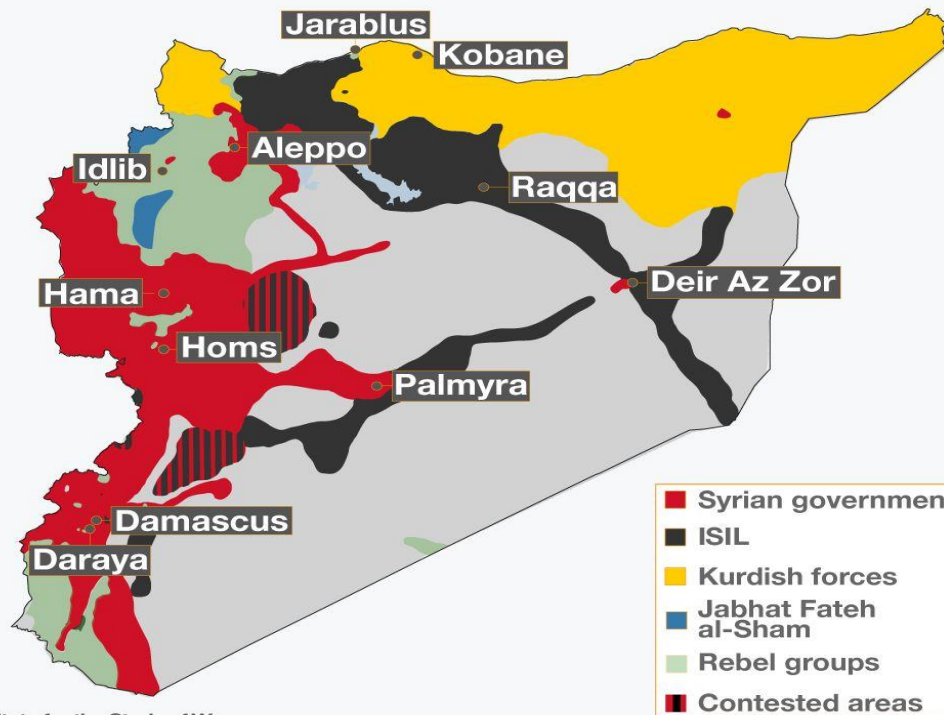 Jarablus
Kobane
Aleppo
Idlib
Raqqa
Deir Az Zor
Hama
Homs
Palmyra
Damascus
Daraya
Syrian governmen
ISIL
Kurdish forces
Jabhat Fateh
al-Sham
Rebel groups
Contested areas